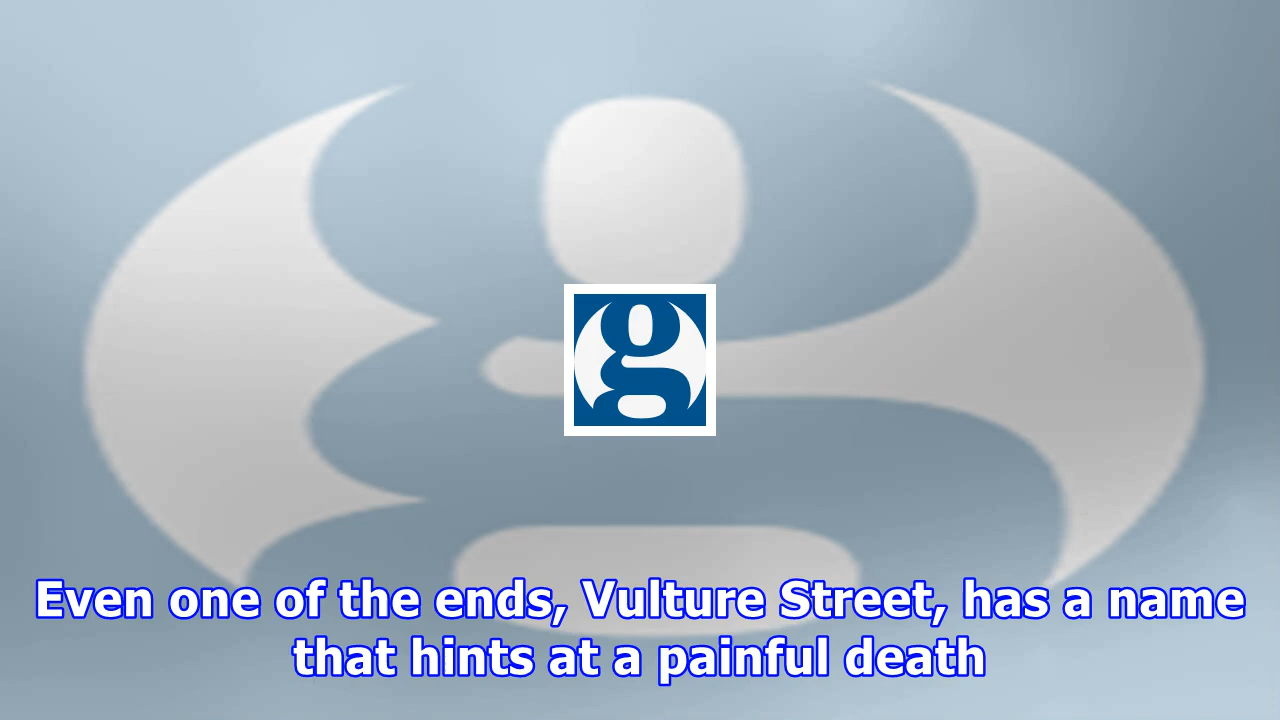 g
Even one of the ends, Vulture Street, has a name
that hints at a painful death